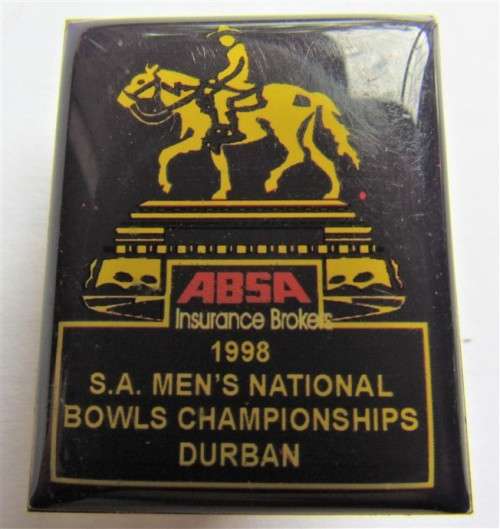 ABSA
Insurance Brokers
1998
S.A. MEN'S NATIONAL
BOWLS CHAMPIONSHIPS
DURBAN